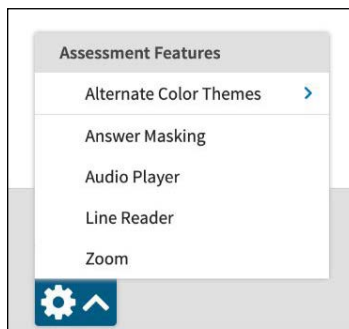 Assessment Features
Alternate Color Themes
Answer Masking
Audio Player
Line Reader
Zoom